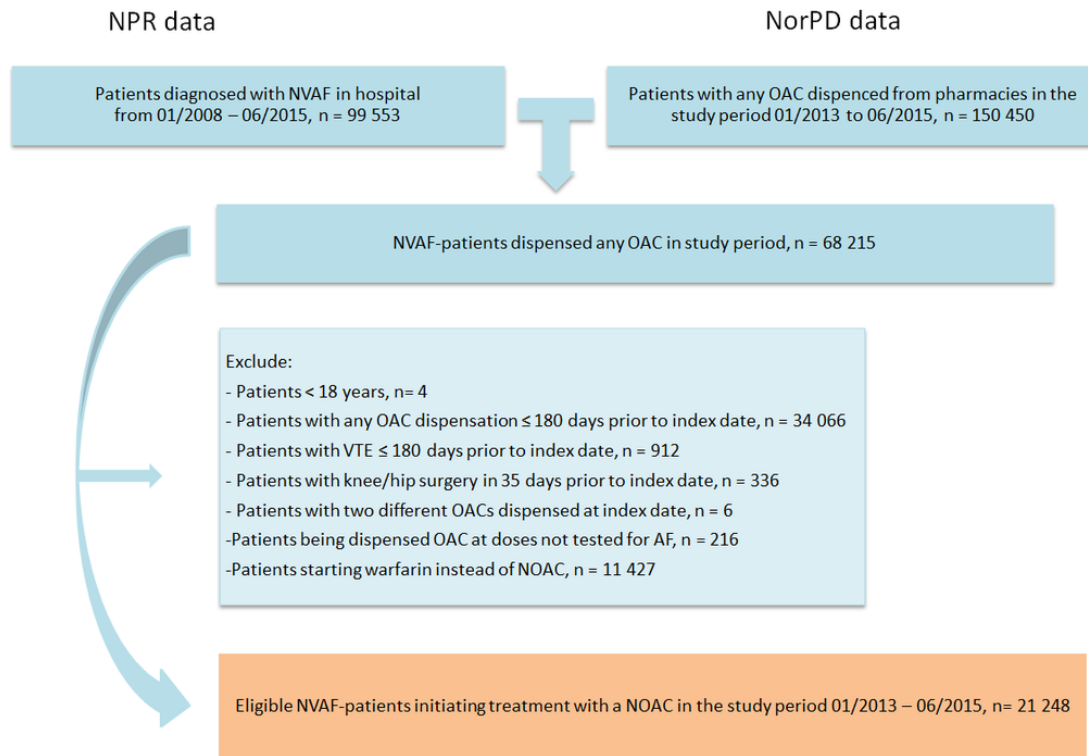 NPR data
NorPD data
Patients diagnosed with NVAF in hospital
from 01/2008 – 06/2015, n = 99 553
Patients with any OAC dispenced from pharmacies in the
study period 01/2013 to 06/2015, n = 150 450
NVAF-patients dispensed any OAC in study period, n = 68 215
Exclude:
- Patients < 18 years, n= 4
- Patients with any OAC dispensation ≤ 180 days prior to index date, n = 34 066
- Patients with VTE ≤ 180 days prior to index date, n = 912
- Patients with knee/hip surgery in 35 days prior to index date, n = 336
- Patients with two different OACs dispensed at index date, n = 6
-Patients being dispensed OAC at doses not tested for AF, n = 216
-Patients starting warfarin instead of NOAC, n = 11 427
Eligible NVAF-patients initiating treatment with a NOAC in the study period 01/2013 – 06/2015, n= 21 248